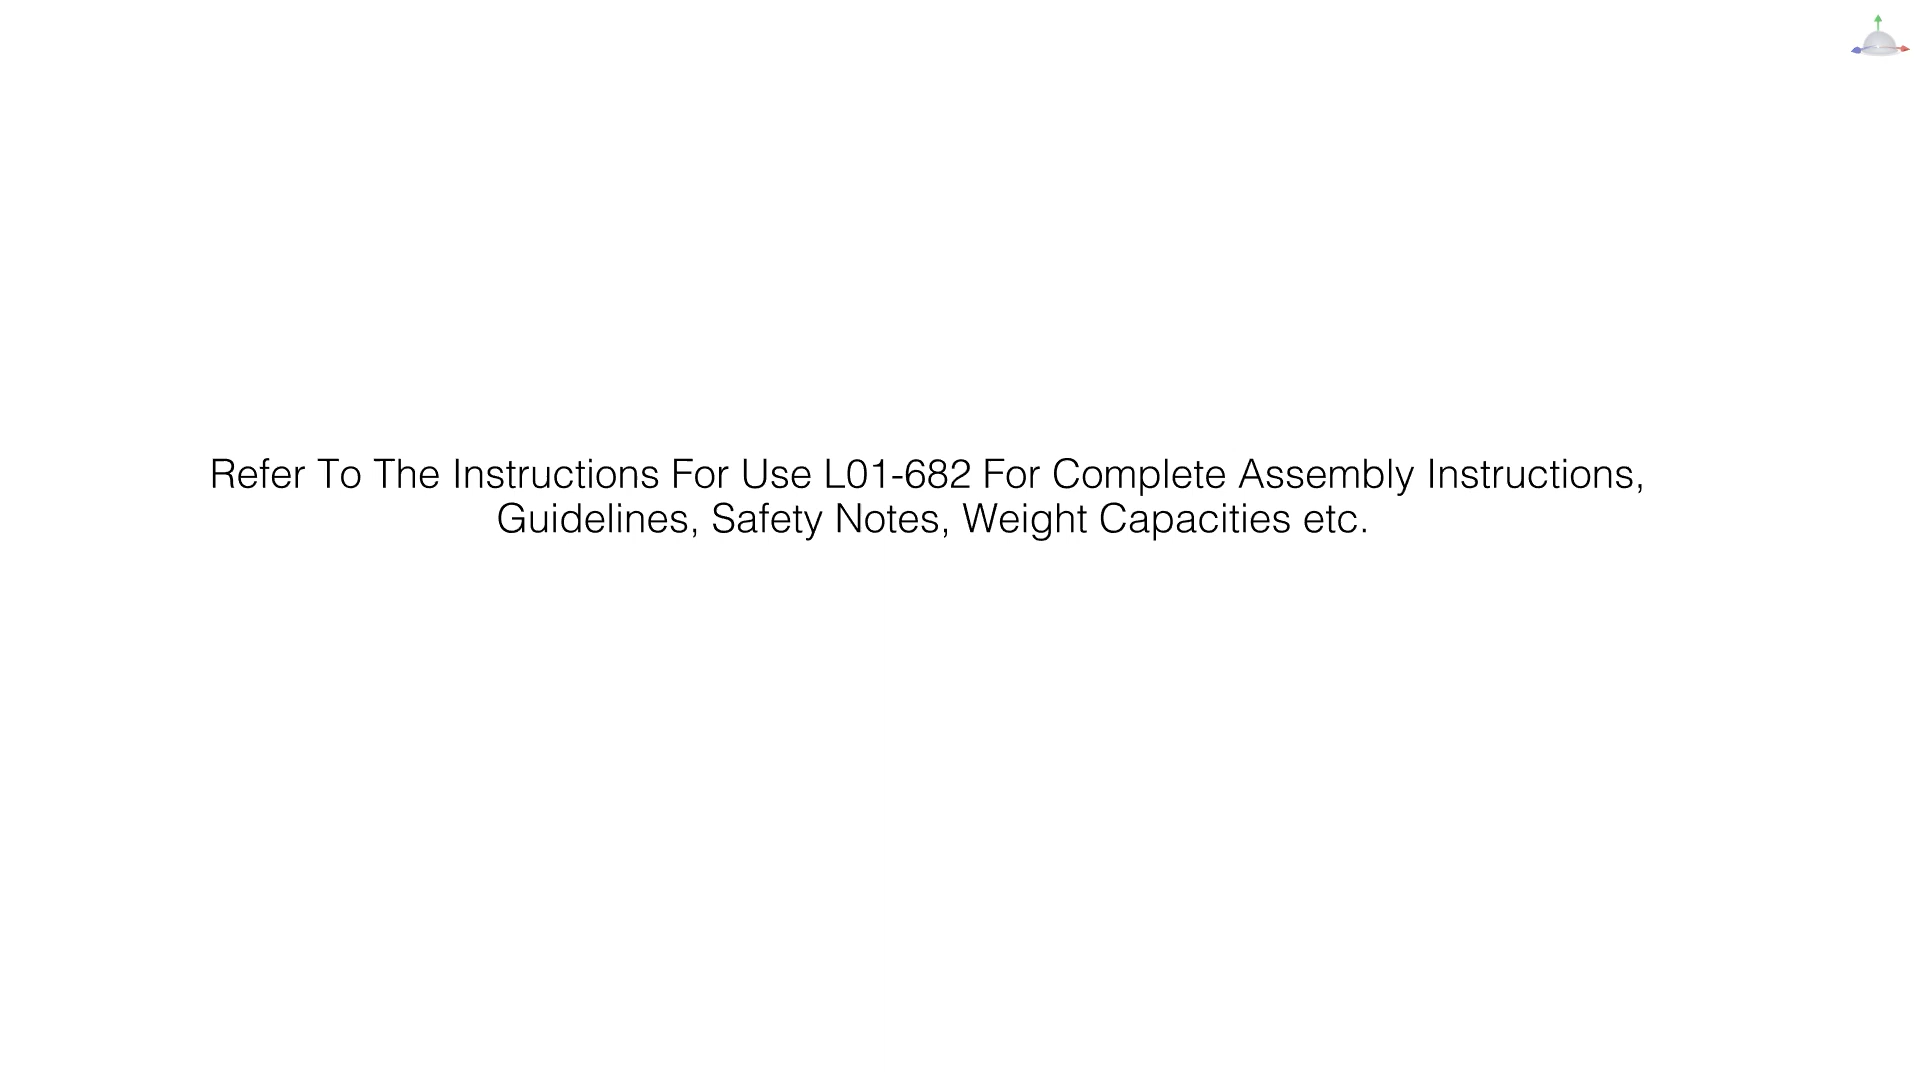 Refer To The Instructions For Use L01-682 For Complete Assembly Instructions,
Guidelines, Safety Notes, Weight Capacities etc.